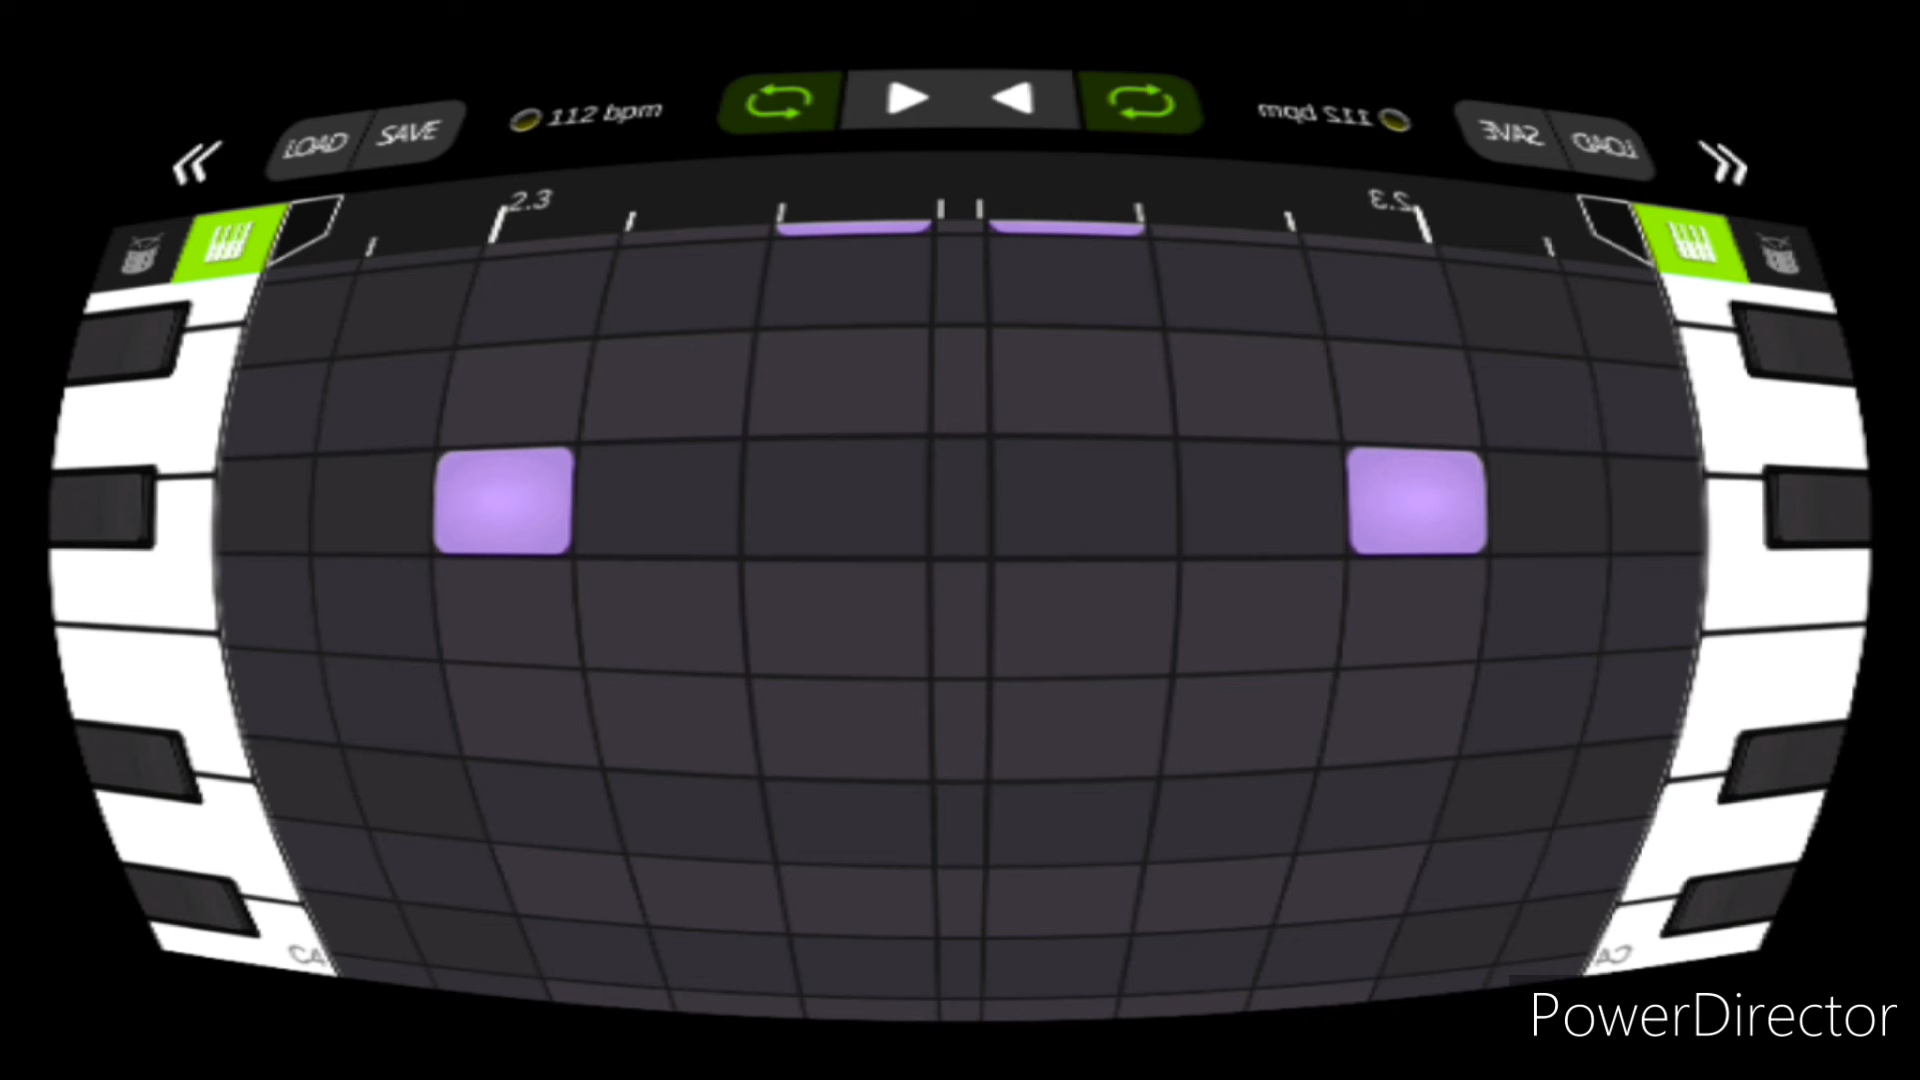 112 bpm
112 bpm
LOAD SAVE
SAVE LOAD
2.3
2.3
C4
C4
PowerDirector